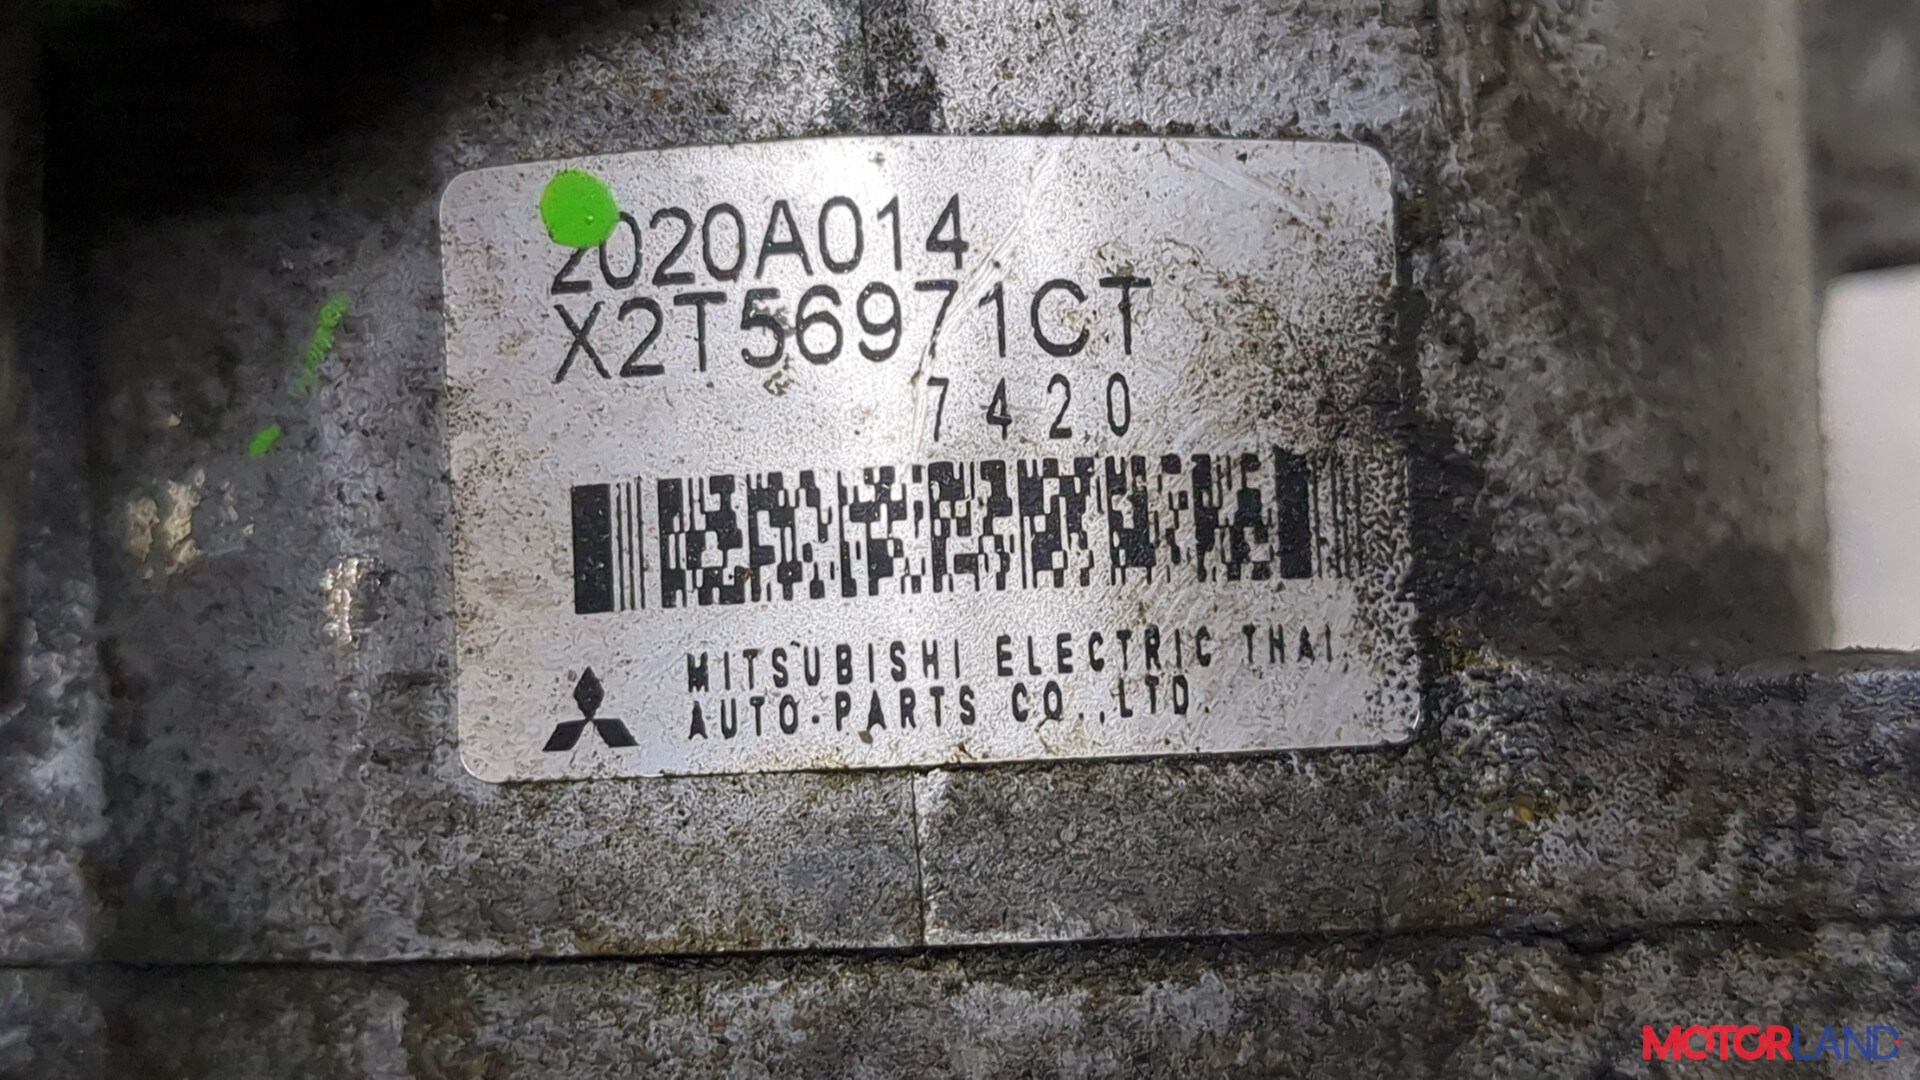 2020A014
X2T56971CT
7420
MITSUBISHI ELECTRIC THAI.
AUTO-PARTS CO.,LTD.
MOTORLAND